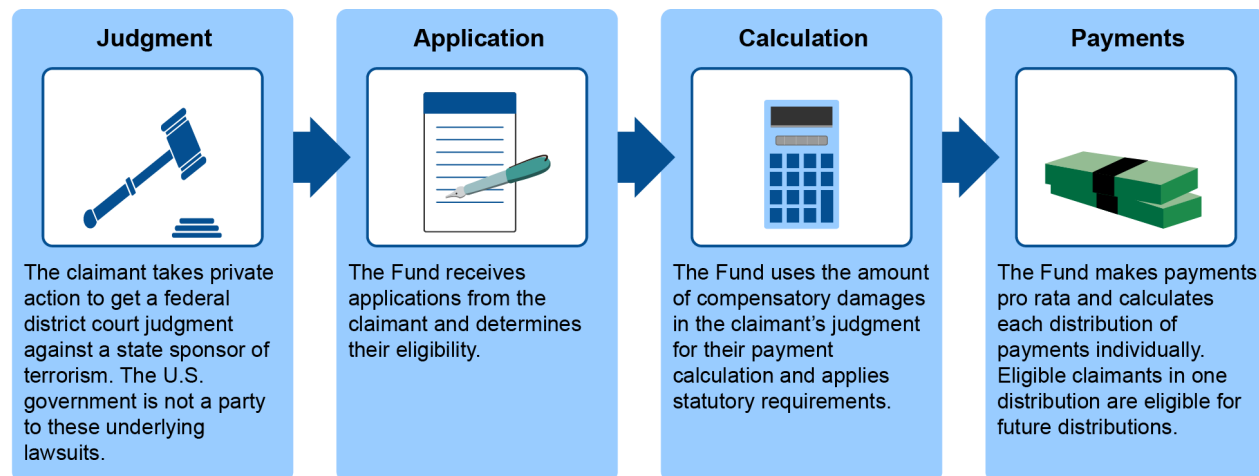 Judgment
The claimant takes private
action to get a federal
district court judgment
against a state sponsor of
terrorism. The U.S.
government is not a party
to these underlying
lawsuits.
Application
The Fund receives
applications from the
claimant and determines
their eligibility.
Calculation
The Fund uses the amount
of compensatory damages
in the claimant's judgment
for their payment
calculation and applies
statutory requirements.
Payments
The Fund makes payments
pro rata and calculates
each distribution of
payments individually.
Eligible claimants in one
distribution are eligible for
future distributions.